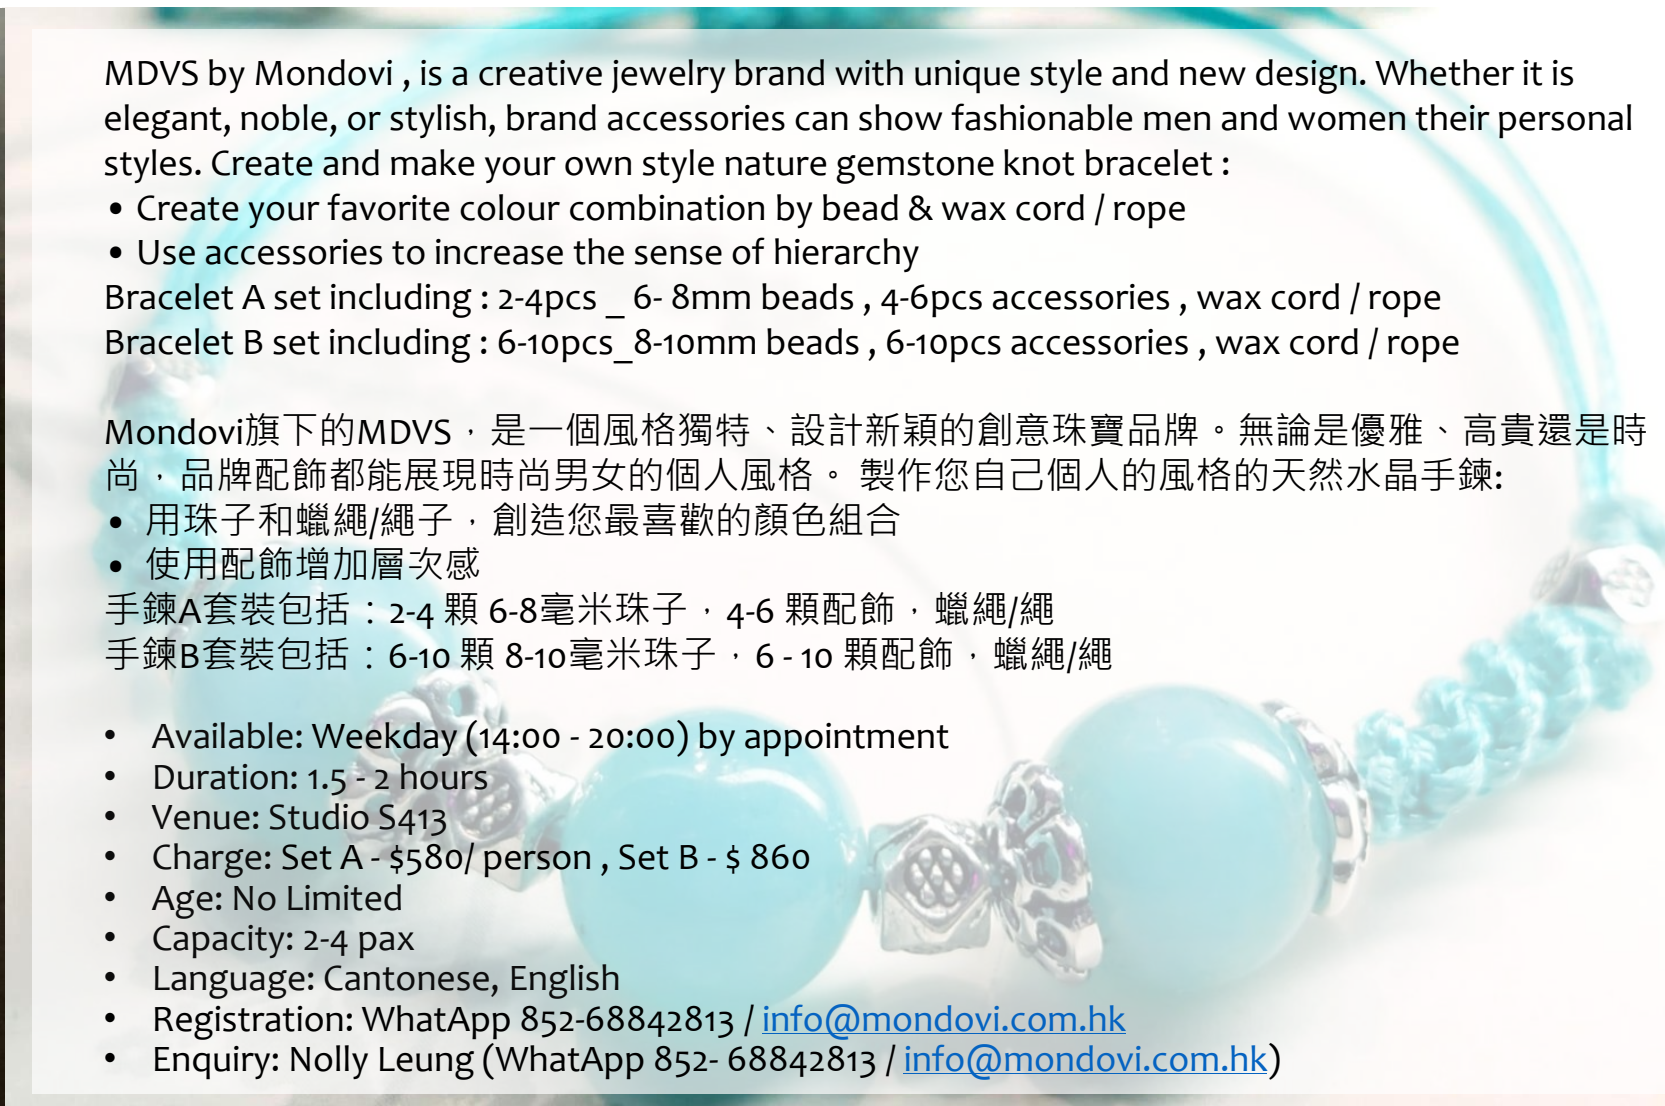 MDVS by Mondovi , is a creative jewelry brand with unique style and new design. Whether it is
elegant, noble, or stylish, brand accessories can show fashionable men and women their personal
styles. Create and make your own style nature gemstone knot bracelet :
• Create your favorite colour combination by bead & wax cord / rope
• Use accessories to increase the sense of hierarchy
Bracelet A set including : 2-4pcs _ 6- 8mm beads , 4-6pcs accessories , wax cord / rope
Bracelet B set including : 6-10pcs_8-10mm beads , 6-10pcs accessories , wax cord / rope
Mondovi旗下的MDVS，是一個風格獨特、設計新穎的創意珠寶品牌。無論是優雅、高貴還是時
尚，品牌配飾都能展現時尚男女的個人風格。 製作您自己個人的風格的天然水晶手鍊:
• 用珠子和蠟繩/繩子，創造您最喜歡的顏色組合
• 使用配飾增加層次感
手鍊A套裝包括：2-4 顆 6-8毫米珠子，4-6 顆配飾，蠟繩/繩
手鍊B套裝包括：6-10 顆 8-10毫米珠子，6 - 10 顆配飾，蠟繩/繩
• Available: Weekday (14:00 - 20:00) by appointment
• Duration: 1.5 - 2 hours
• Venue: Studio S413
• Charge: Set A - $580/ person , Set B - $ 860
• Age: No Limited
• Capacity: 2-4 pax
• Language: Cantonese, English
• Registration: WhatApp 852-68842813 / info@mondovi.com.hk
• Enquiry: Nolly Leung (WhatApp 852- 68842813 / info@mondovi.com.hk)